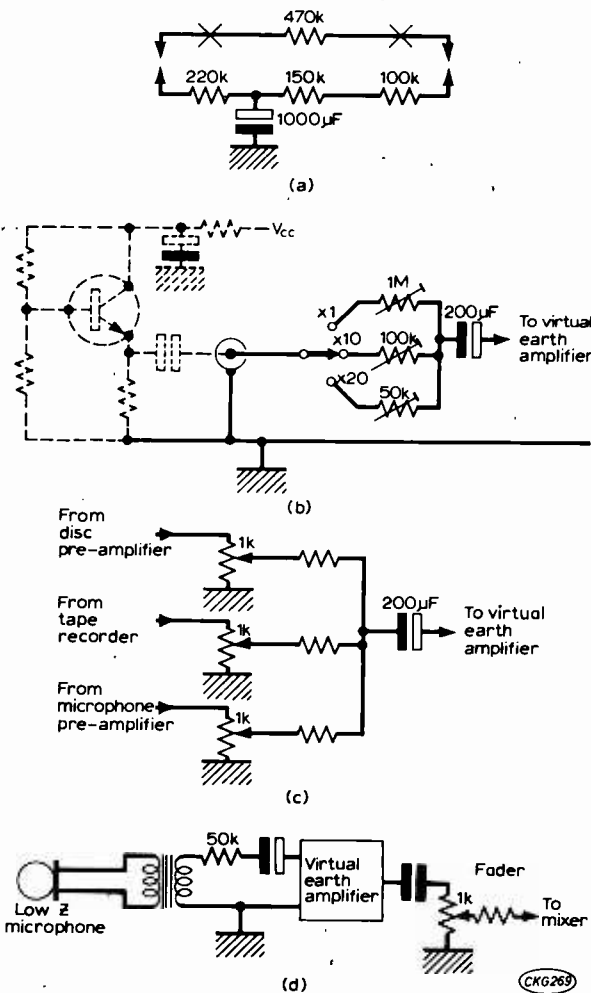 470k
220k
150k
100k
1000µF
(a)
Vcc
1M
200µF
x1
To virtual
earth
amplifier
x10
100k
x20
50k
(b)
From
disc
pre-amplifier
1k
From
tape
recorder
1k
200µF
To virtual
earth
amplifier
From
microphone
pre-amplifier
1k
(c)
50k
Virtual
earth
amplifier
Fader
1k
To
mixer
Low Z
microphone
(d)
CKG269